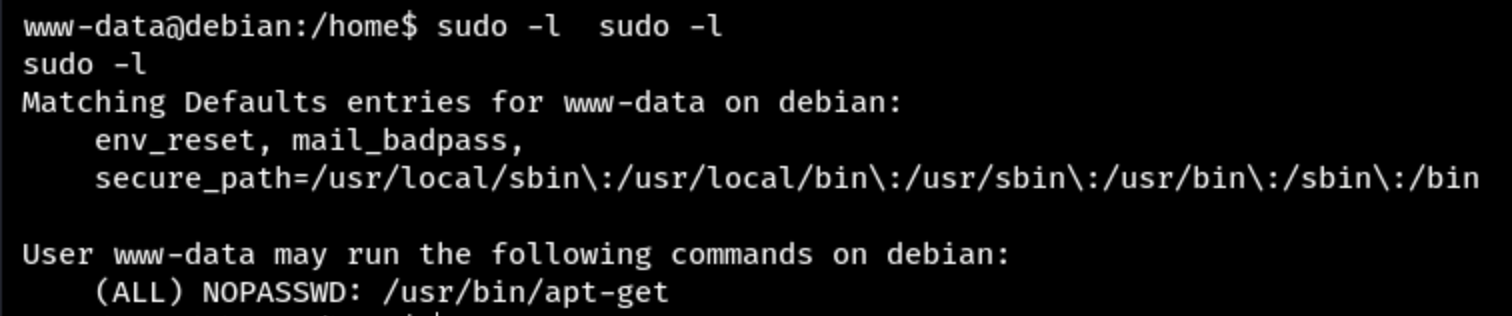 www-data@debian:/home$ sudo -l  sudo -l
sudo -l
Matching Defaults entries for www-data on debian:
    env_reset, mail_badpass,
    secure_path=/usr/local/sbin\:/usr/local/bin\:/usr/sbin\:/usr/bin\:/sbin\:/bin

User www-data may run the following commands on debian:
    (ALL) NOPASSWD: /usr/bin/apt-get